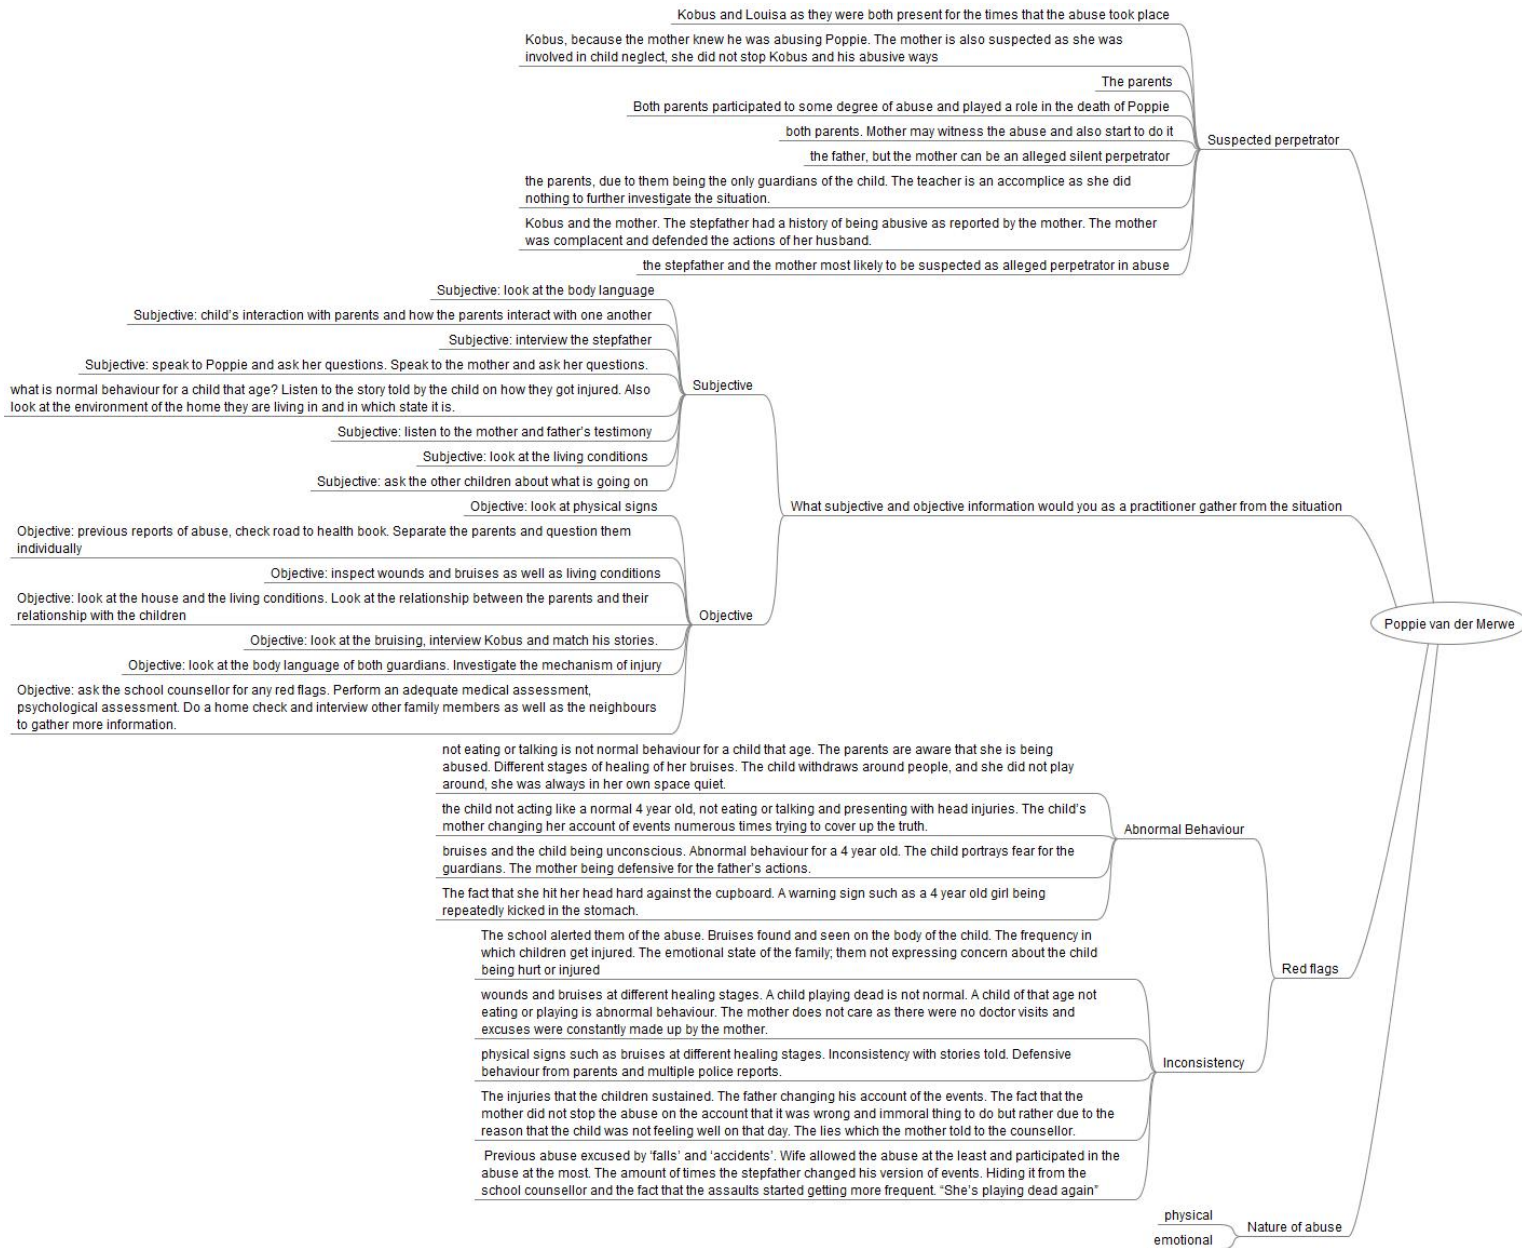 Kobus and Louisa as they were both present for the times that the abuse took place
Kobus, because the mother knew he was abusing Poppie. The mother is also suspected as she was
involved in child neglect, she did not stop Kobus and his abusive ways
The parents
Both parents participated to some degree of abuse and played a role in the death of Poppie
both parents. Mother may witness the abuse and also start to do it
the father, but the mother can be an alleged silent perpetrator
the parents, due to them being the only guardians of the child. The teacher is an accomplice as she did
nothing to further investigate the situation.
Kobus and the mother. The stepfather had a history of being abusive as reported by the mother. The mother
was complacent and defended the actions of her husband.
the stepfather and the mother most likely to be suspected as alleged perpetrator in abuse
Suspected perpetrator
Subjective: look at the body language
Subjective: child's interaction with parents and how the parents interact with one another
Subjective: interview the stepfather
Subjective: speak to Poppie and ask her questions. Speak to the mother and ask her questions.
what is normal behaviour for a child that age? Listen to the story told by the child on how they got injured. Also
look at the environment of the home they are living in and in which state it is.
Subjective: listen to the mother and father's testimony
Subjective: look at the living conditions
Subjective: ask the other children about what is going on
Subjective
Objective: look at physical signs
Objective: previous reports of abuse, check road to health book. Separate the parents and question them
individually
Objective: inspect wounds and bruises as well as living conditions
Objective: look at the house and the living conditions. Look at the relationship between the parents and their
relationship with the children
Objective: look at the bruising, interview Kobus and match his stories.
Objective: look at the body language of both guardians. Investigate the mechanism of injury
Objective: ask the school counsellor for any red flags. Perform an adequate medical assessment,
psychological assessment. Do a home check and interview other family members as well as the neighbours
to gather more information.
Objective
What subjective and objective information would you as a practitioner gather from the situation
Poppie van der Merwe
not eating or talking is not normal behaviour for a child that age. The parents are aware that she is being
abused. Different stages of healing of her bruises. The child withdraws around people, and she did not play
around, she was always in her own space quiet.
the child not acting like a normal 4 year old, not eating or talking and presenting with head injuries. The child's
mother changing her account of events numerous times trying to cover up the truth.
bruises and the child being unconscious. Abnormal behaviour for a 4 year old. The child portrays fear for the
guardians. The mother being defensive for the father's actions.
The fact that she hit her head hard against the cupboard. A warning sign such as a 4 year old girl being
repeatedly kicked in the stomach.
Abnormal Behaviour
The school alerted them of the abuse. Bruises found and seen on the body of the child. The frequency in
which children get injured. The emotional state of the family; them not expressing concern about the child
being hurt or injured
wounds and bruises at different healing stages. A child playing dead is not normal. A child of that age not
eating or playing is abnormal behaviour. The mother does not care as there were no doctor visits and
excuses were constantly made up by the mother.
physical signs such as bruises at different healing stages. Inconsistency with stories told. Defensive
behaviour from parents and multiple police reports.
The injuries that the children sustained. The father changing his account of the events. The fact that the
mother did not stop the abuse on the account that it was wrong and immoral thing to do but rather due to the
reason that the child was not feeling well on that day. The lies which the mother told to the counsellor.
Previous abuse excused by 'falls' and 'accidents'. Wife allowed the abuse at the least and participated in the
abuse at the most. The amount of times the stepfather changed his version of events. Hiding it from the
school counsellor and the fact that the assaults started getting more frequent. "She's playing dead again"
Inconsistency
Red flags
physical
emotional
Nature of abuse